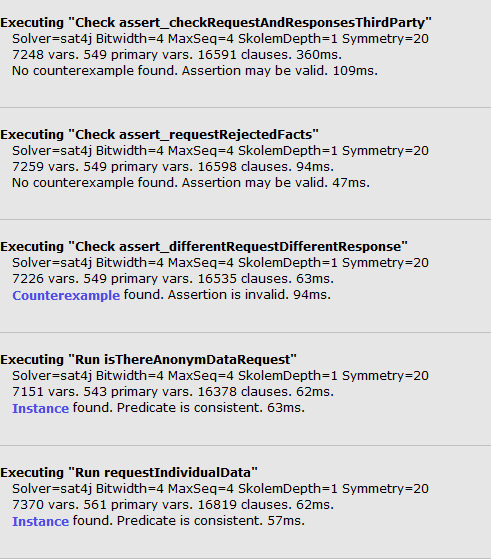 Executing "Check assert_checkRequestAndResponsesThirdParty"
Solver=sat4j Bitwidth=4 MaxSeq=4 SkolemDepth=1 Symmetry=20
7248 vars. 549 primary vars. 16591 clauses. 360ms.
No counterexample found. Assertion may be valid. 109ms.
Executing "Check assert_requestRejectedFacts"
Solver=sat4j Bitwidth=4 MaxSeq=4 SkolemDepth=1 Symmetry=20
7259 vars. 549 primary vars. 16598 clauses. 94ms.
No counterexample found. Assertion may be valid. 47ms.
Executing "Check assert_differentRequestDifferentResponse"
Solver=sat4j Bitwidth=4 MaxSeq=4 SkolemDepth=1 Symmetry=20
7226 vars. 549 primary vars. 16535 clauses. 63ms.
Counterexample found. Assertion is invalid. 94ms.
Executing "Run isThereAnonymDataRequest"
Solver=sat4j Bitwidth=4 MaxSeq=4 SkolemDepth=1 Symmetry=20
7151 vars. 543 primary vars. 16378 clauses. 62ms.
Instance found. Predicate is consistent. 63ms.
Executing "Run requestIndividualData"
Solver=sat4j Bitwidth=4 MaxSeq=4 SkolemDepth=1 Symmetry=20
7370 vars. 561 primary vars. 16819 clauses. 62ms.
Instance found. Predicate is consistent. 57ms.